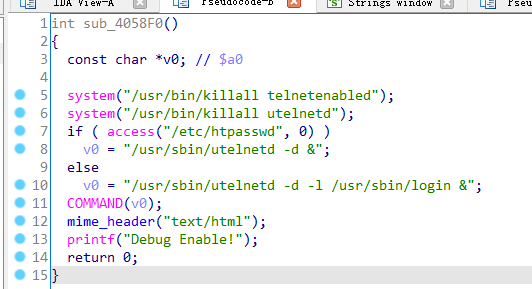 IDA View-A Pseudocode-B Strings window Pseu
1 int sub_4058F0()
2 {
3 const char *v0; // $a0
4
5 system("/usr/bin/killall telnetenabled");
6 system("/usr/bin/killall utelnetd");
7 if ( access("/etc/htpasswd", 0) )
8 v0 = "/usr/sbin/utelnetd -d &";
9 else
10 v0 = "/usr/sbin/utelnetd -d -l /usr/sbin/login &";
11 COMMAND(v0);
12 mime_header("text/html");
13 printf("Debug Enable!");
14 return 0;
15 }